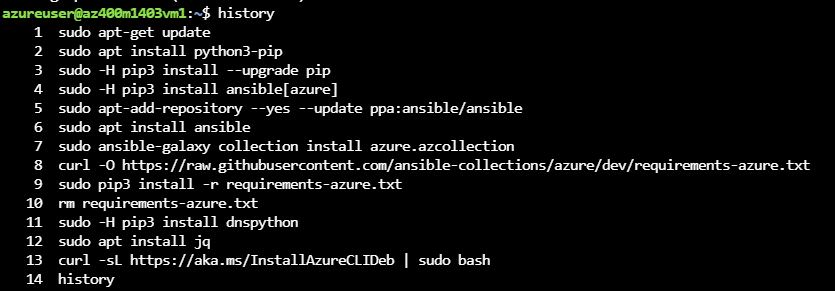 azureuser@az400m1403vm1:~$ history
1 sudo apt-get update
2 sudo apt install python3-pip
3 sudo -H pip3 install --upgrade pip
4 sudo -H pip3 install ansible[azure]
5 sudo apt-add-repository --yes --update ppa:ansible/ansible
6 sudo apt install ansible
7 sudo ansible-galaxy collection install azure.azcollection
8 curl -O https://raw.githubusercontent.com/ansible-collections/azure/dev/requirements-azure.txt
9 sudo pip3 install -r requirements-azure.txt
10 rm requirements-azure.txt
11 sudo -H pip3 install dnspython
12 sudo apt install jq
13 curl -sL https://aka.ms/InstallAzureCLIDeb | sudo bash
14 history